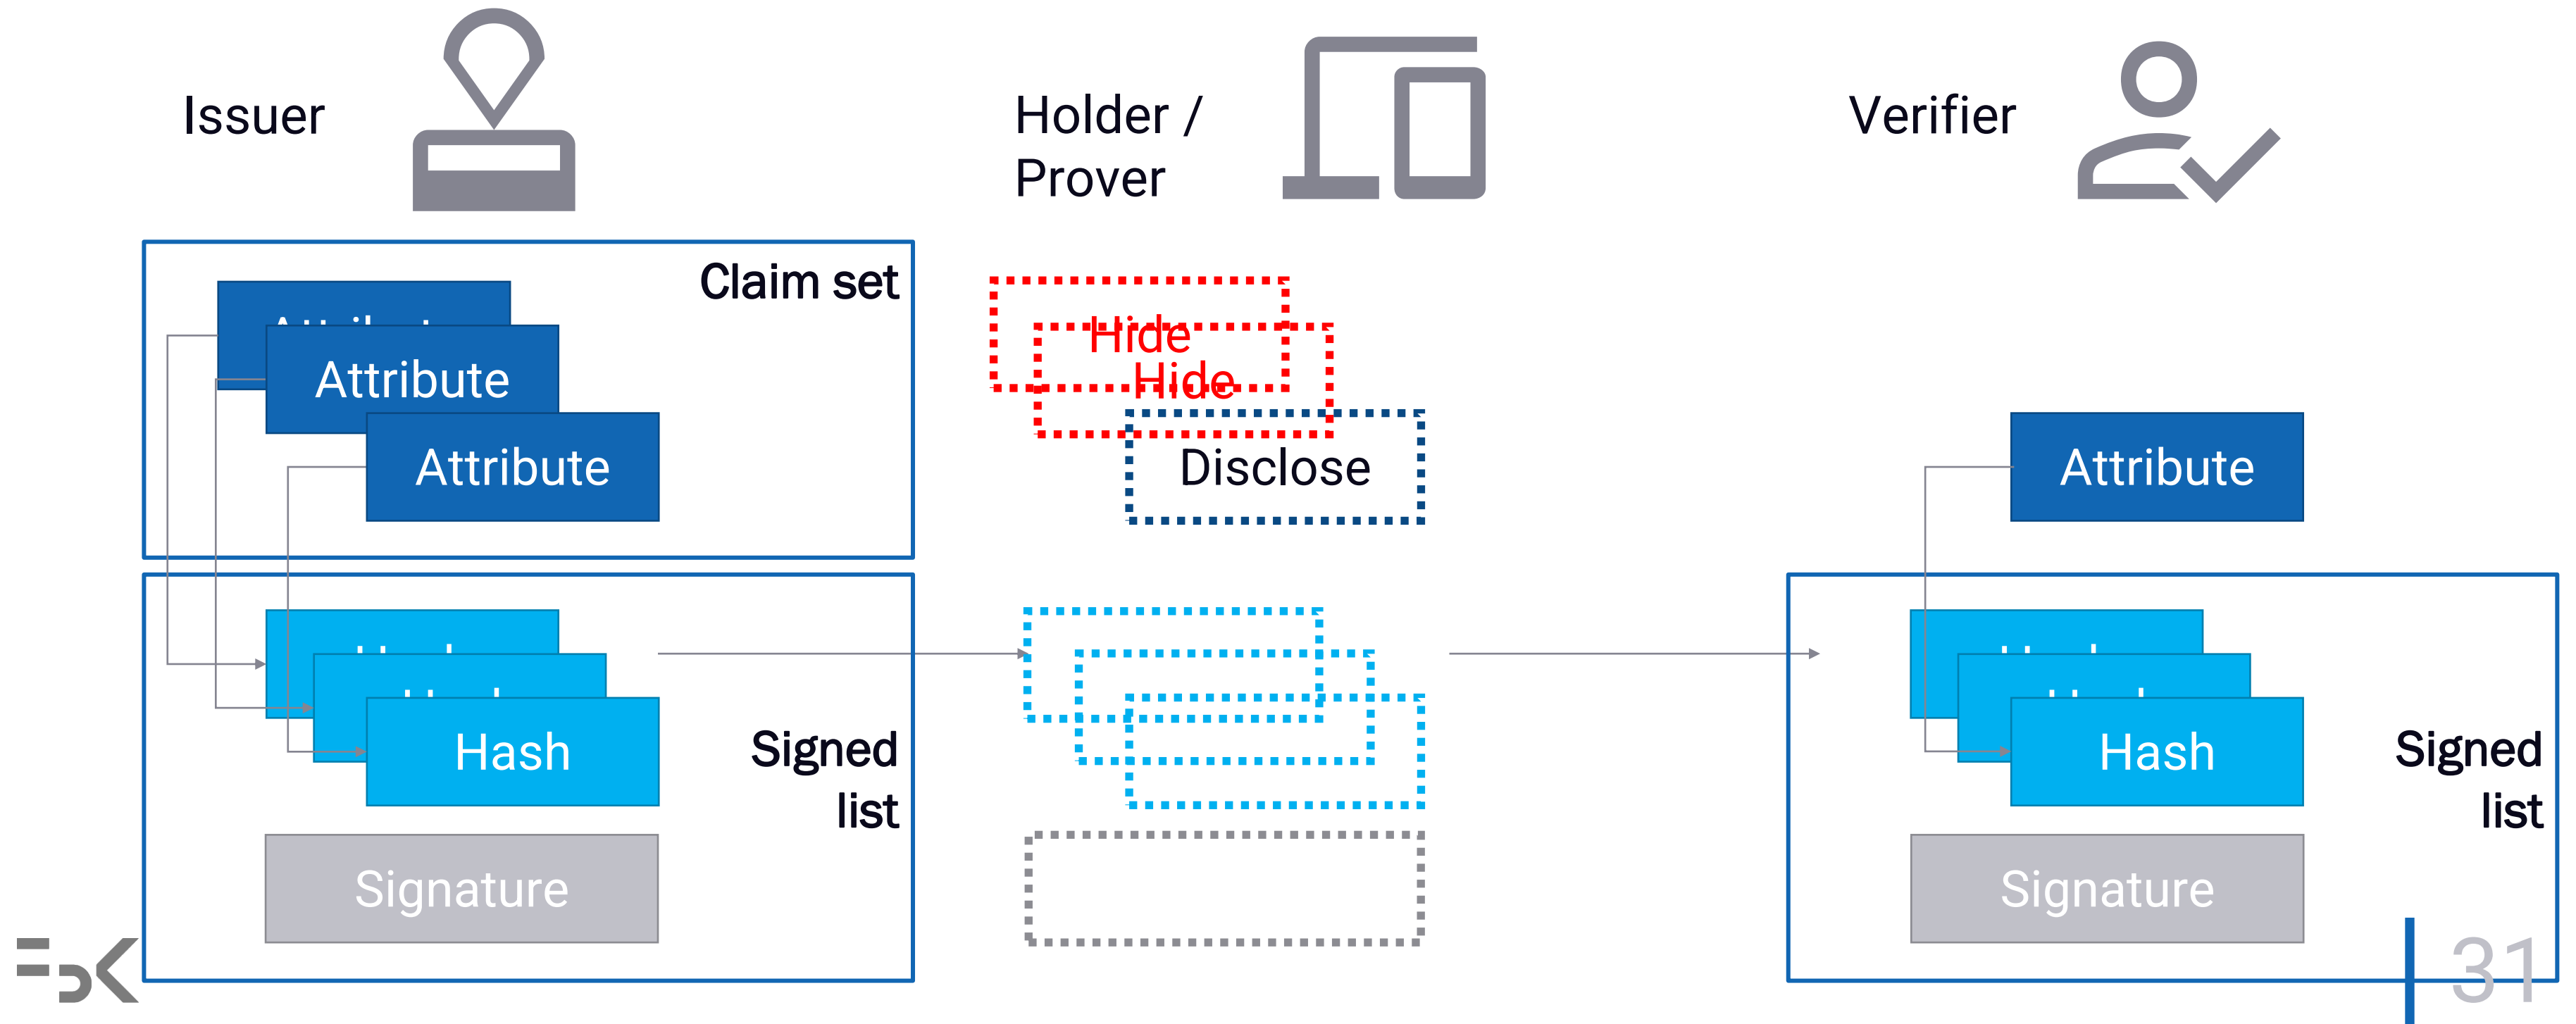 Issuer
Holder /
Prover
Verifier
Claim set
Attribute
Attribute
Hide
Hide
Disclose
Attribute
Hash
Signed
list
Signature
Hash
Signed
list
Signature
FBK
31